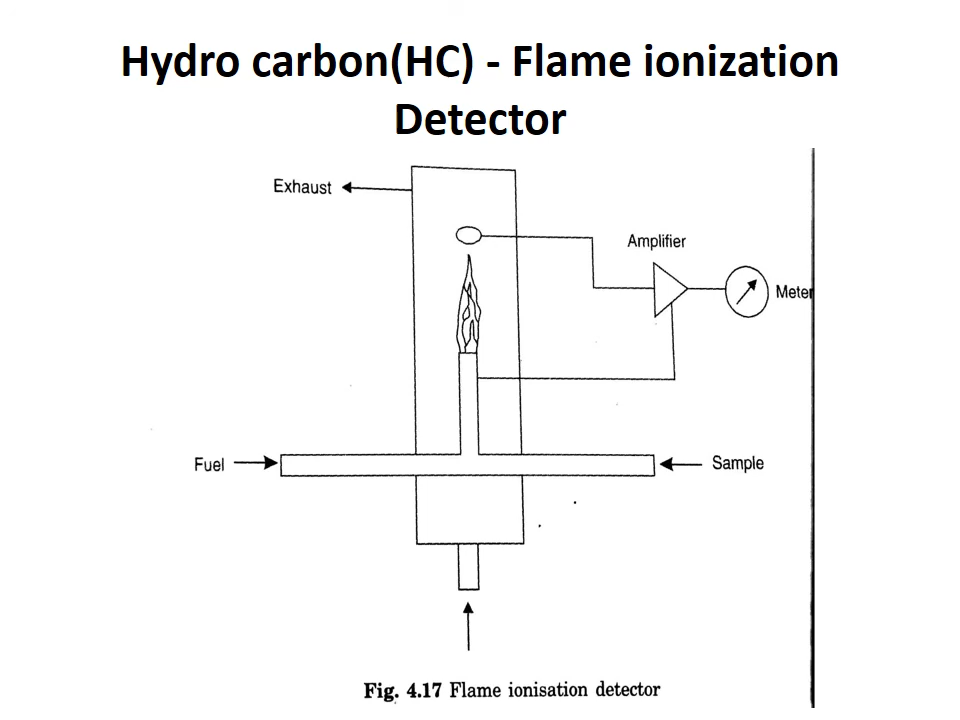 Hydro carbon(HC) - Flame ionization
Detector
Exhaust
Amplifier
Meter
Fuel
Sample
Fig. 4.17 Flame ionisation detector